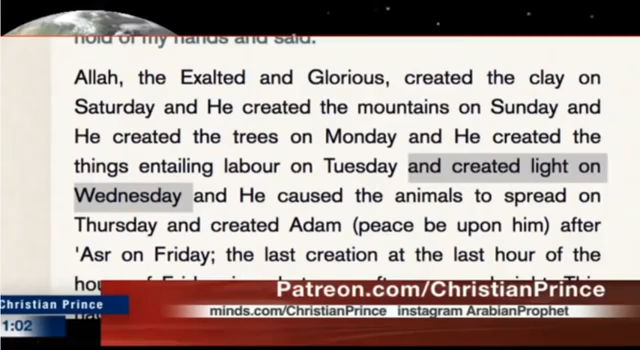 hold of my hands and said:
Allah, the Exalted and Glorious, created the clay on
Saturday and He created the mountains on Sunday and
He created the trees on Monday and He created the
things entailing labour on Tuesday and created light on
Wednesday and He caused the animals to spread on
Thursday and created Adam (peace be upon him) after
'Asr on Friday; the last creation at the last hour of the
Patreon.com/ChristianPrince
Christian Prince
minds.com/ChristianPrince instagram ArabianProphet
1:02